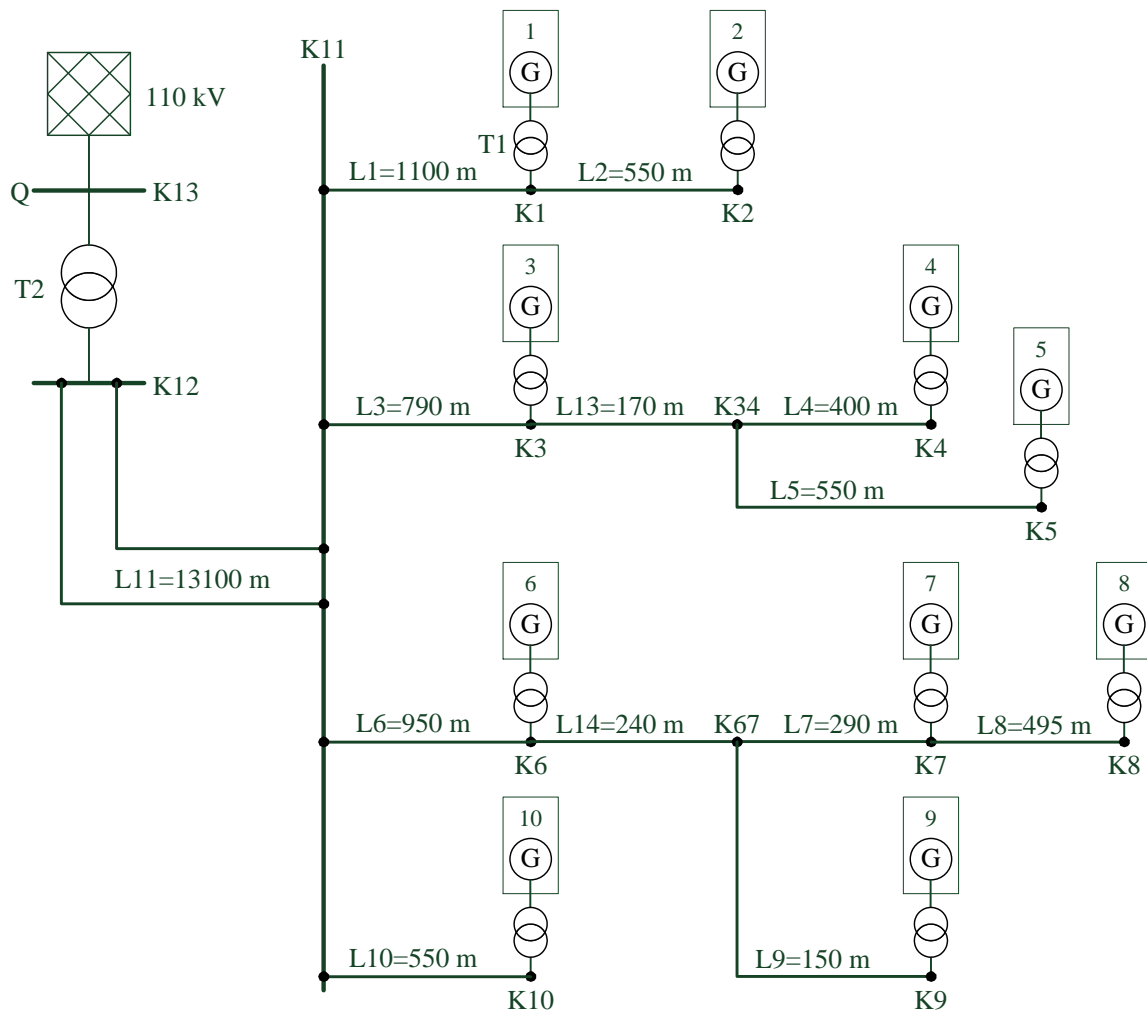 K11
1
2
G
G
110 kV
T1
L1=1100 m
L2=550 m
Q
K13
K1
K2
3
4
G
G
T2
5
G
K12
L3=790 m
L13=170 m
K34
L4=400 m
K3
K4
L5=550 m
K5
L11=13100 m
6
7
8
G
G
G
L6=950 m
L14=240 m
K67
L7=290 m
L8=495 m
K6
K7
K8
10
9
G
G
L10=550 m
L9=150 m
K10
K9